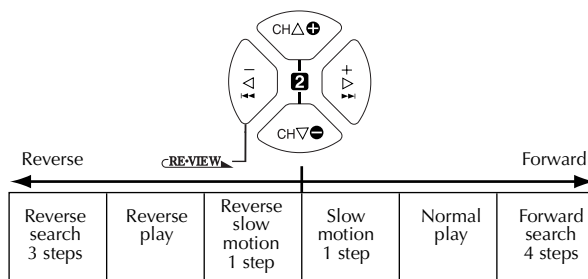 CH△+
−
◁
|◀◀
2
+
▷
▶▶|
CH▽−
RE•VIEW
Reverse
Forward
Reverse
search
3 steps
Reverse
play
Reverse
slow
motion
1 step
Slow
motion
1 step
Normal
play
Forward
search
4 steps